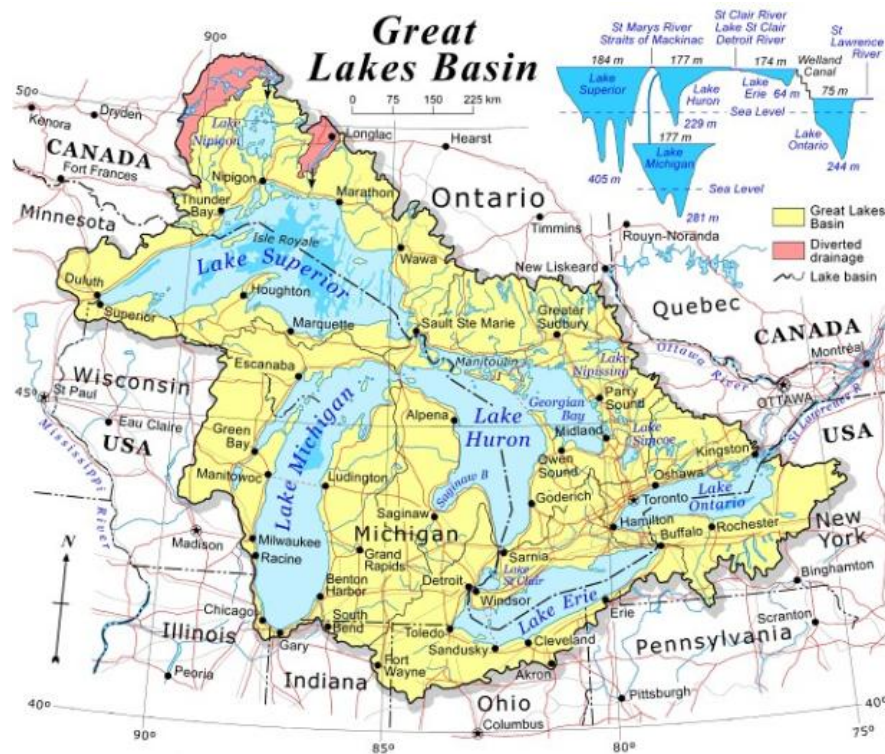 Great
Lakes Basin
0 75 150 225 km
90°
50°
45°
40°
90°
85°
80°
75°
40°
St Marys River
Straits of Mackinac
St Clair River
Lake St Clair
Detroit River
St
Lawrence
River
Welland
Canal
184 m
177 m
174 m
75 m
Lake
Superior
Lake
Huron
Lake
Erie 64 m
Sea Level
229 m
177 m
Lake
Michigan
Lake
Ontario
405 m
244 m
Sea Level
281 m
Great Lakes
Basin
Diverted
drainage
Lake basin
Kenora
Dryden
CANADA
Fort Frances
Minnesota
Lake
Nipigon
Longlac
Hearst
Nipigon
Marathon
Thunder
Bay
Ontario
Timmins
Rouyn-Noranda
Isle Royale
Lake Superior
Wawa
New Liskeard
Quebec
Duluth
Superior
Houghton
Marquette
Sault Ste Marie
Greater
Sudbury
CANADA
Montréal
Ottawa
River
OTTAWA
St Lawrence R
Escanaba
Manitoulin
Lake
Nipissing
Parry
Sound
Georgian
Bay
Wisconsin
St Paul
Eau Claire
USA
Mississippi
River
Green
Bay
Manitowoc
Lake Michigan
Ludington
Alpena
Lake
Huron
Midland
Lake
Simcoe
Owen
Sound
Kingston
USA
Oshawa
Toronto
Lake
Ontario
Saginaw B
Saginaw
Goderich
Hamilton
Buffalo
Rochester
New
York
Madison
Milwaukee
Racine
Michigan
Grand
Rapids
Sarnia
Lake
St Clair
Detroit
Windsor
Lake Erie
Erie
Binghamton
Benton
Harbor
Chicago
South
Bend
Gary
Toledo
Sandusky
Cleveland
Scranton
Illinois
Pennsylvania
Peoria
Fort
Wayne
Akron
Indiana
Ohio
Pittsburgh
Columbus
N